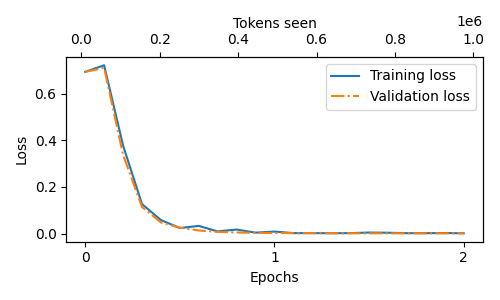 Tokens seen
0.0 0.2 0.4 0.6 0.8 1.0
1e6
Training loss
Validation loss
Loss
0.6
0.4
0.2
0.0
0 1 2
Epochs